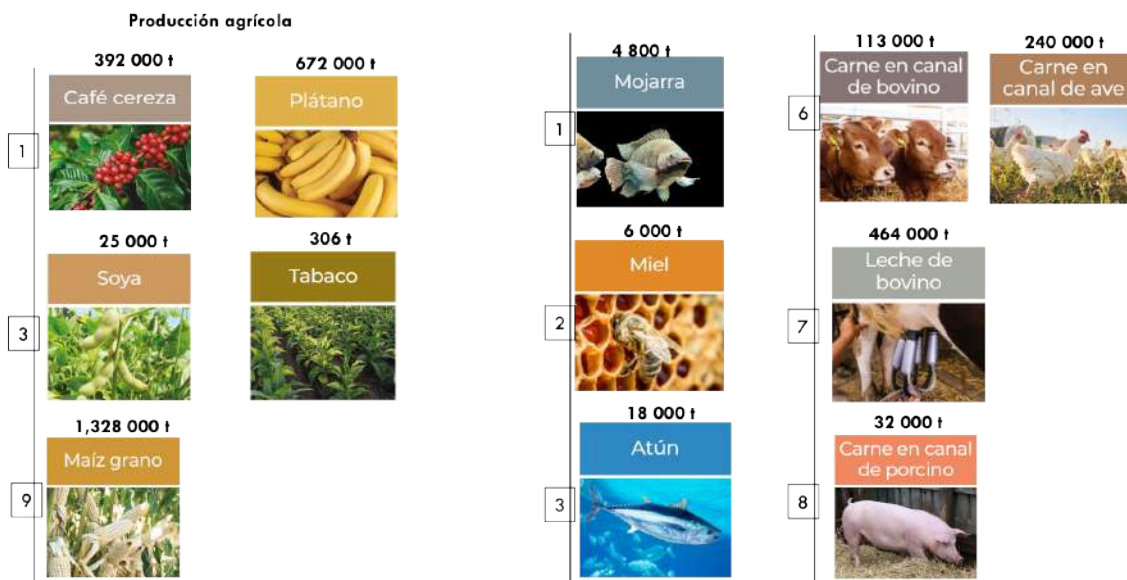 Producción agrícola
392 000 t
672 000 t
Café cereza
Plátano
1
25 000 t
306 t
Soya
Tabaco
3
1,328 000 t
Maíz grano
9
4 800 t
Mojarra
1
6 000 t
Miel
2
18 000 t
Atún
3
113 000 t
240 000 t
Carne en canal
de bovino
Carne en
canal de ave
6
464 000 t
Leche de
bovino
7
32 000 t
Carne en canal
de porcino
8